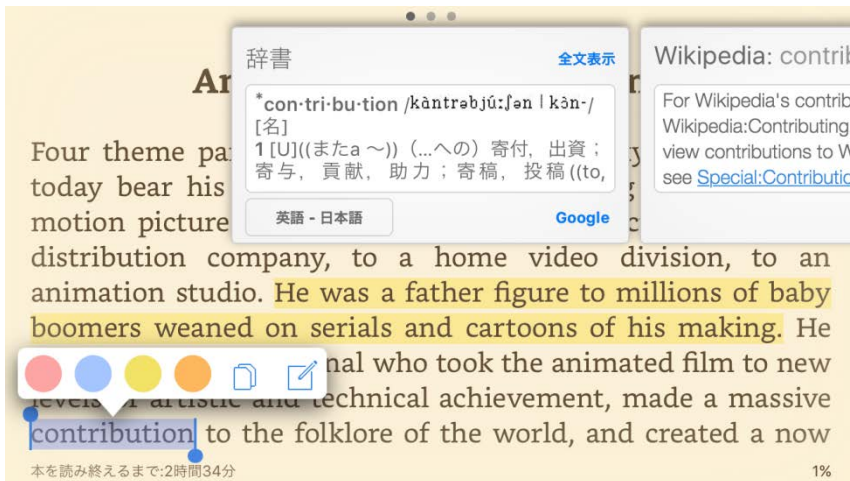 An
辞書 全文表示
*con·tri·bu·tion /kàntrəbjúːʃən | kɔ̀n-/
[名]
1 [U]((またa ～)) (…への) 寄付, 出資;
寄与, 貢献, 助力; 寄稿, 投稿 ((to,
英語 - 日本語 Google
Wikipedia: contrib
For Wikipedia's contrib
Wikipedia:Contributing
view contributions to W
see Special:Contributio
Four theme pa
today bear his
motion picture
distribution company, to a home video division, to an
animation studio. He was a father figure to millions of baby
boomers weaned on serials and cartoons of his making. He
nal who took the animated film to new
levels of artistic and technical achievement, made a massive
contribution to the folklore of the world, and created a now
本を読み終えるまで:2時間34分 1%